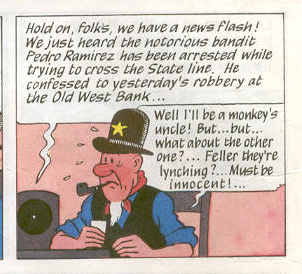 Hold on, folks, we have a news flash!
We just heard the notorious bandit
Pedro Ramirez has been arrested while
trying to cross the State line. He
confessed to yesterday's robbery at
the Old West Bank...
Well I'll be a monkey's
uncle! But...but...
what about the other
one?... Feller they're
lynching?...Must be
innocent!...